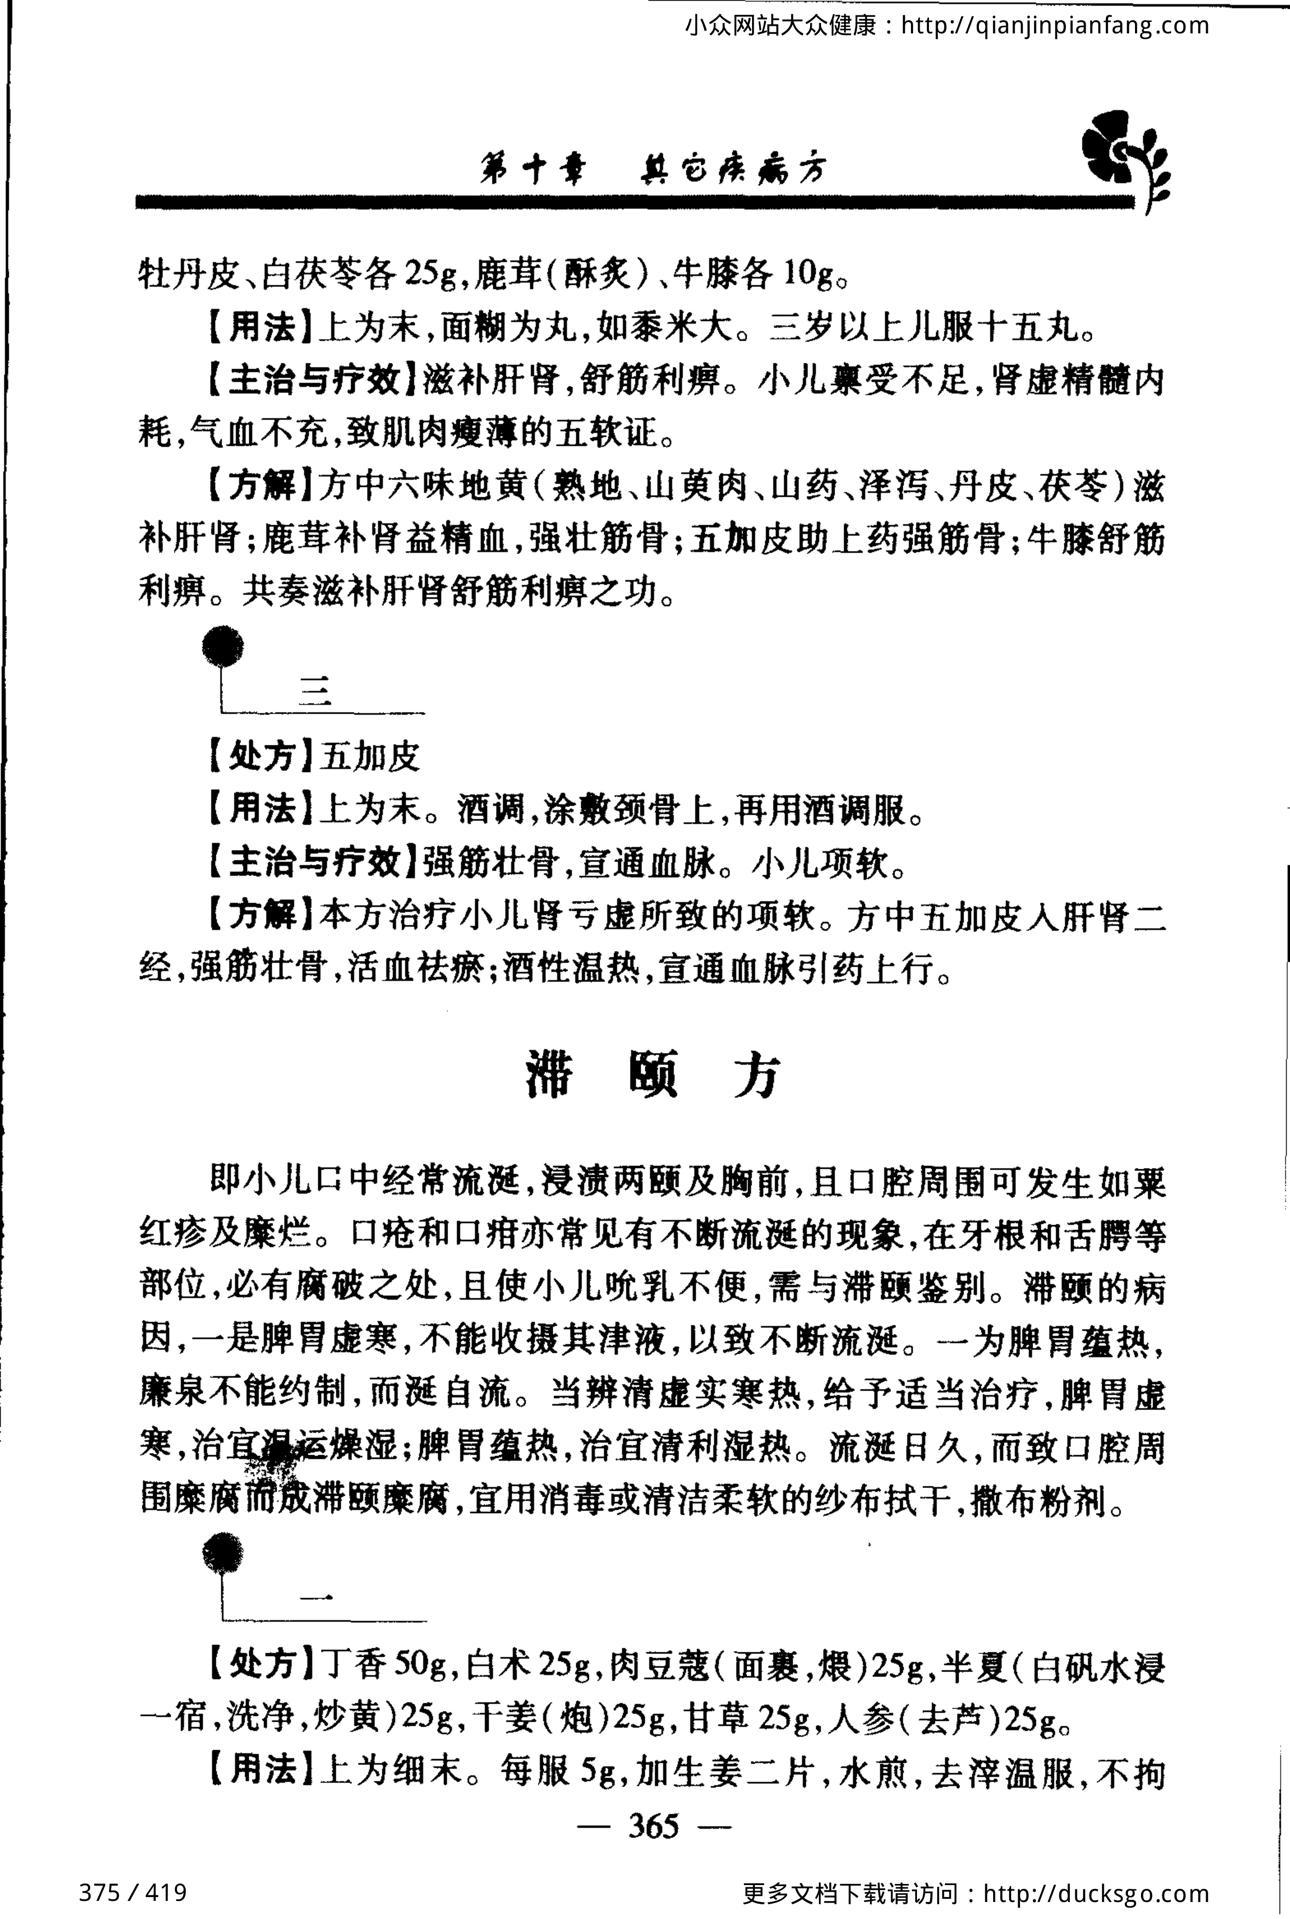 小众网站大众健康：http://qianjinpianfang.com
第十章 其它疾病方
牡丹皮、白茯苓各25g,鹿茸(酥炙)、牛膝各10g。
【用法】上为末,面糊为丸,如黍米大。三岁以上儿服十五丸。
【主治与疗效】滋补肝肾,舒筋利痹。小儿禀受不足,肾虚精髓内
耗,气血不充,致肌肉瘦薄的五软证。
【方解】方中六味地黄(熟地、山萸肉、山药、泽泻、丹皮、茯苓)滋
补肝肾;鹿茸补肾益精血,强壮筋骨;五加皮助上药强筋骨;牛膝舒筋
利痹。共奏滋补肝肾舒筋利痹之功。
三
【处方】五加皮
【用法】上为末。酒调,涂敷颈骨上,再用酒调服。
【主治与疗效】强筋壮骨,宣通血脉。小儿项软。
【方解】本方治疗小儿肾亏虚所致的项软。方中五加皮入肝肾二
经,强筋壮骨,活血祛瘀;酒性温热,宣通血脉引药上行。
滞颐方
即小儿口中经常流涎,浸渍两颐及胸前,且口腔周围可发生如粟
红疹及糜烂。口疮和口疳亦常见有不断流涎的现象,在牙根和舌腭等
部位,必有腐破之处,且使小儿吮乳不便,需与滞颐鉴别。滞颐的病
因,一是脾胃虚寒,不能收摄其津液,以致不断流涎。一为脾胃蕴热,
廉泉不能约制,而涎自流。当辨清虚实寒热,给予适当治疗,脾胃虚
寒,治宜温运燥湿;脾胃蕴热,治宜清利湿热。流涎日久,而致口腔周
围糜腐而成滞颐糜腐,宜用消毒或清洁柔软的纱布拭干,撒布粉剂。
一
【处方】丁香50g,白术25g,肉豆蔻(面裹,煨)25g,半夏(白矾水浸
一宿,洗净,炒黄)25g,干姜(炮)25g,甘草25g,人参(去芦)25g。
【用法】上为细末。每服5g,加生姜二片,水煎,去滓温服,不拘
— 365 —
375 / 419
更多文档下载请访问：http://ducksgo.com